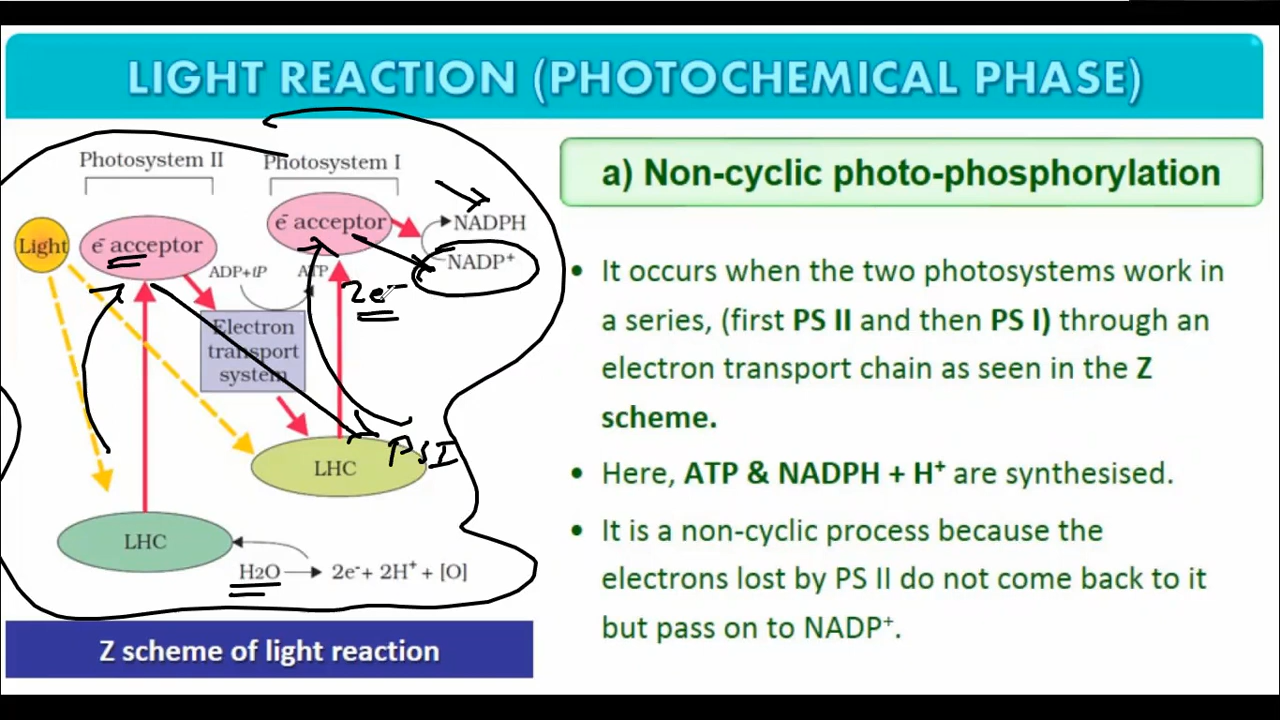 LIGHT REACTION (PHOTOCHEMICAL PHASE)
Photosystem II
Photosystem I
Light
e⁻ acceptor
e⁻ acceptor
NADPH
NADP⁺
ADP+iP
ATP
2e⁻
Electron
transport
system
PSI
LHC
LHC
H2O
2e⁻+ 2H⁺ + [O]
Z scheme of light reaction
a) Non-cyclic photo-phosphorylation
• It occurs when the two photosystems work in
a series, (first PS II and then PS I) through an
electron transport chain as seen in the Z
scheme.
• Here, ATP & NADPH + H⁺ are synthesised.
• It is a non-cyclic process because the
electrons lost by PS II do not come back to it
but pass on to NADP⁺.